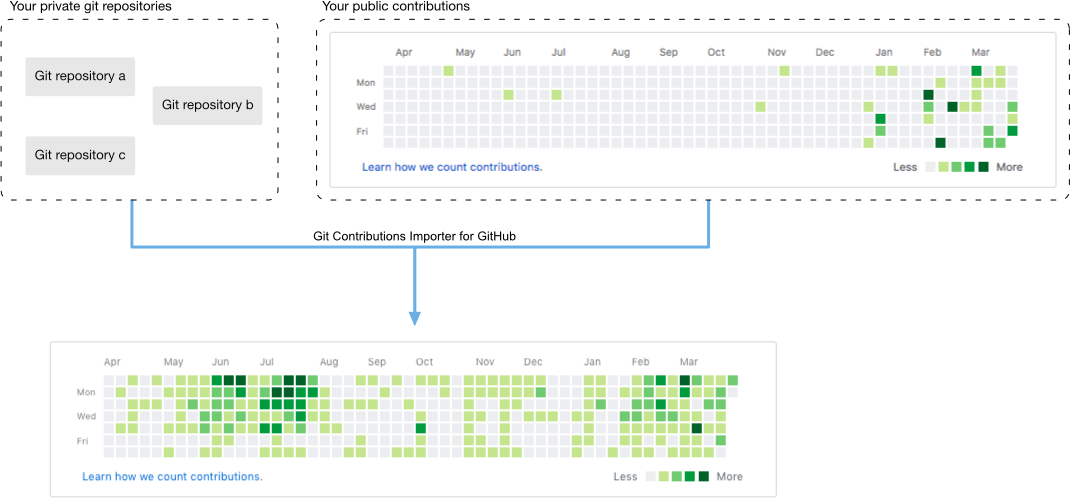 Your private git repositories
Your public contributions
Git repository a
Git repository b
Git repository c
Apr May Jun Jul Aug Sep Oct Nov Dec Jan Feb Mar
Mon
Wed
Fri
Learn how we count contributions.
Less More
Git Contributions Importer for GitHub
Apr May Jun Jul Aug Sep Oct Nov Dec Jan Feb Mar
Mon
Wed
Fri
Learn how we count contributions.
Less More